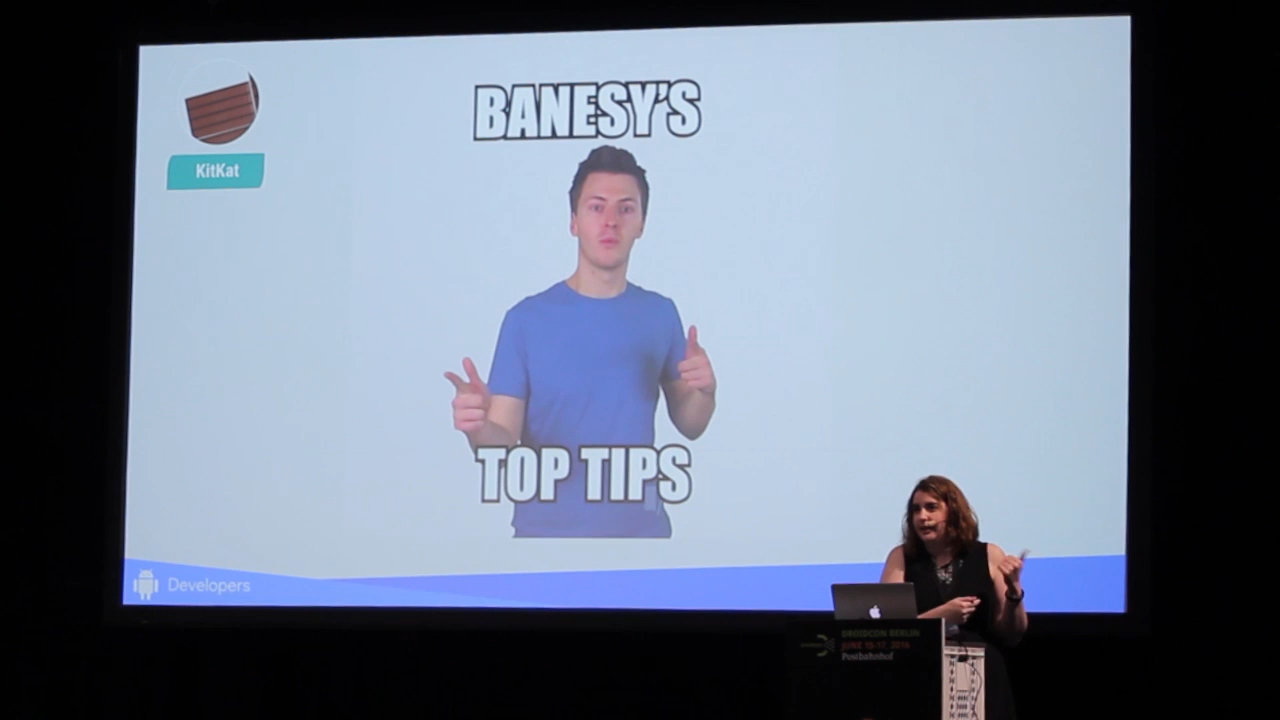 BANESY'S
KitKat
TOP TIPS
Developers
DROIDCON BERLIN
JUNE 15-17, 2016
Postbahnhof